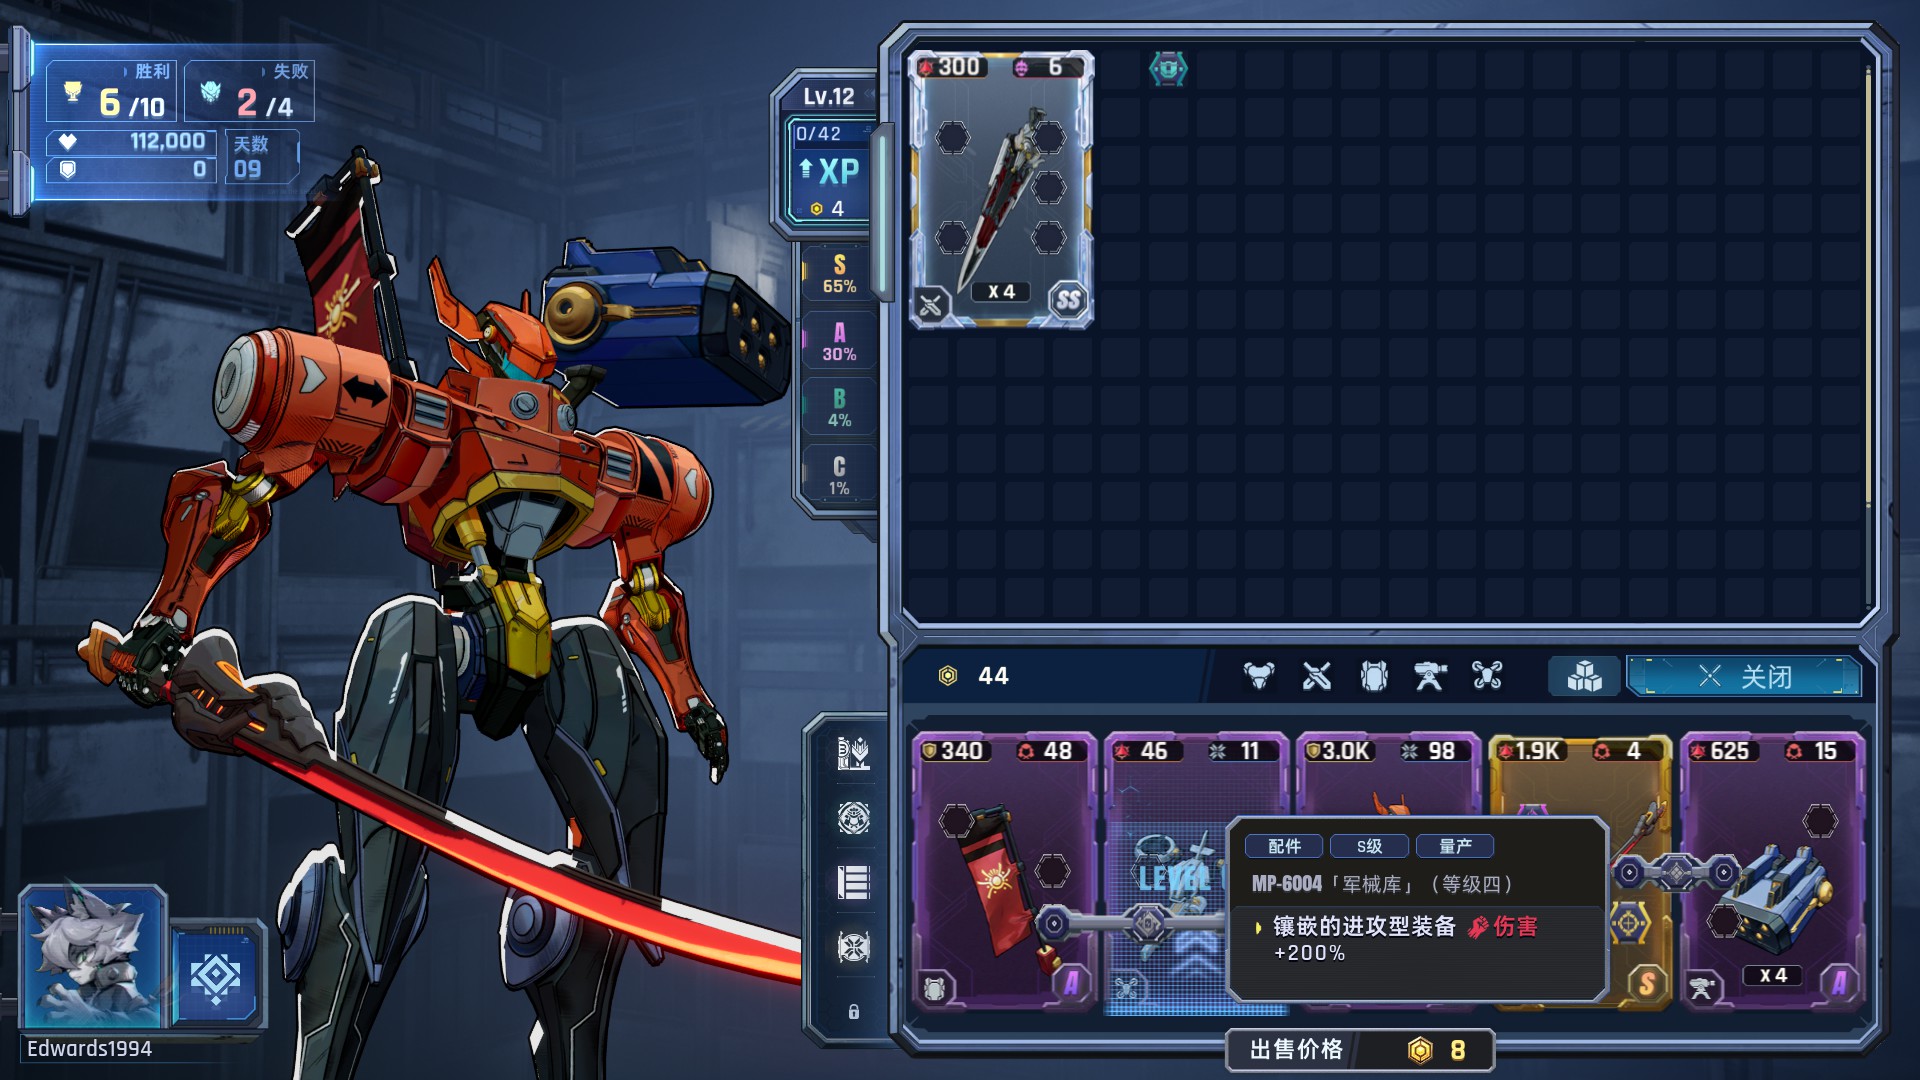 胜利
6/10
失败
2/4
112,000
0
天数
09
Lv.12
0/42
XP
4
S
65%
A
30%
B
4%
C
1%
300
6
X4
SS
44
关闭
340
48
A
46
11
LEVEL
3.0K
98
1.9K
4
S
625
15
X4
A
配件
S级
量产
MP-6004「军械库」（等级四）
镶嵌的进攻型装备 伤害
+200%
出售价格
8
Edwards1994